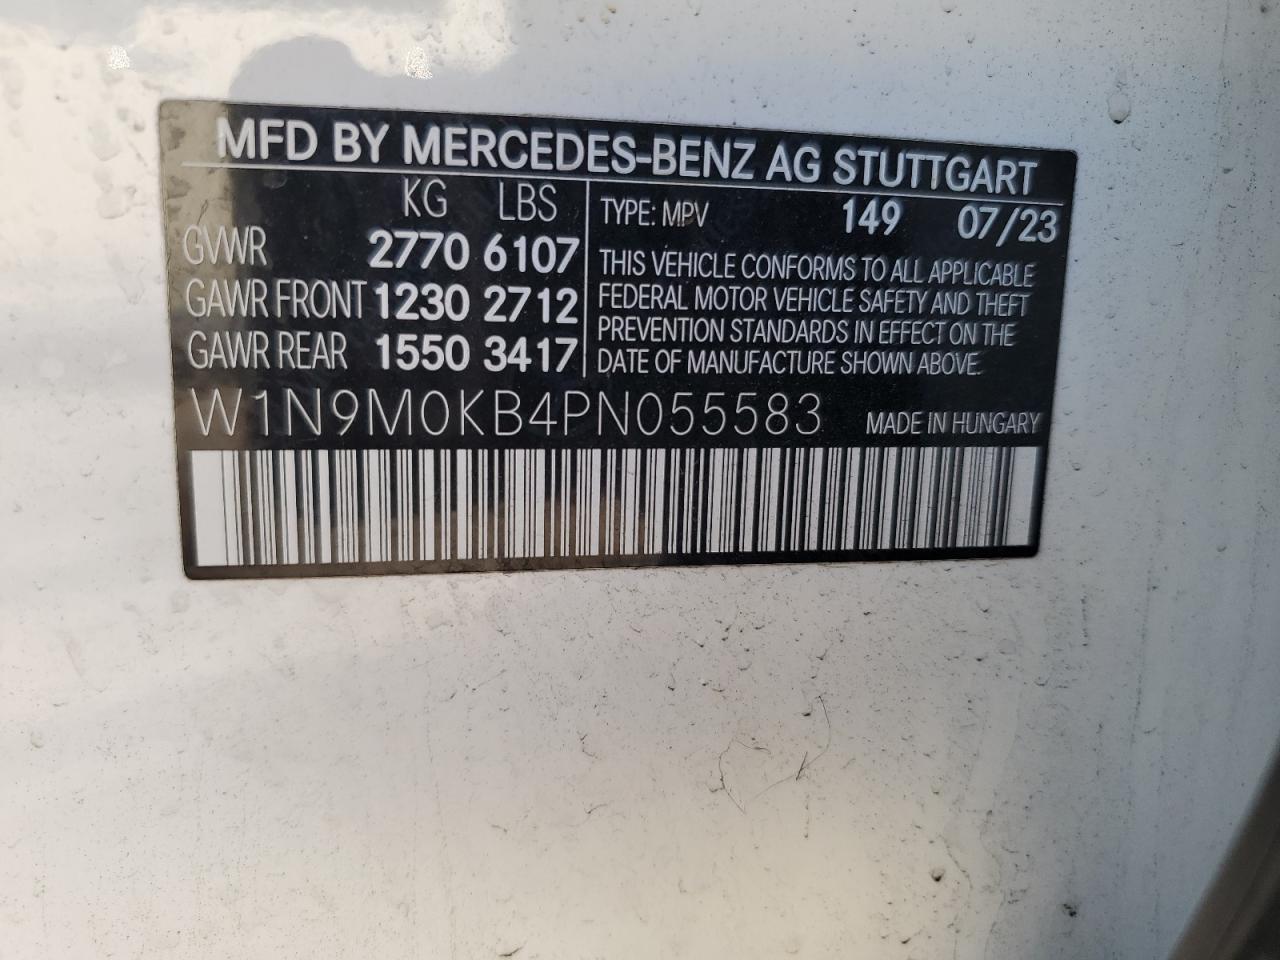 MFD BY MERCEDES-BENZ AG STUTTGART
KG LBS
GVWR 2770 6107
GAWR FRONT 1230 2712
GAWR REAR 1550 3417
TYPE: MPV 149 07/23
THIS VEHICLE CONFORMS TO ALL APPLICABLE
FEDERAL MOTOR VEHICLE SAFETY AND THEFT
PREVENTION STANDARDS IN EFFECT ON THE
DATE OF MANUFACTURE SHOWN ABOVE.
W1N9M0KB4PN055583 MADE IN HUNGARY